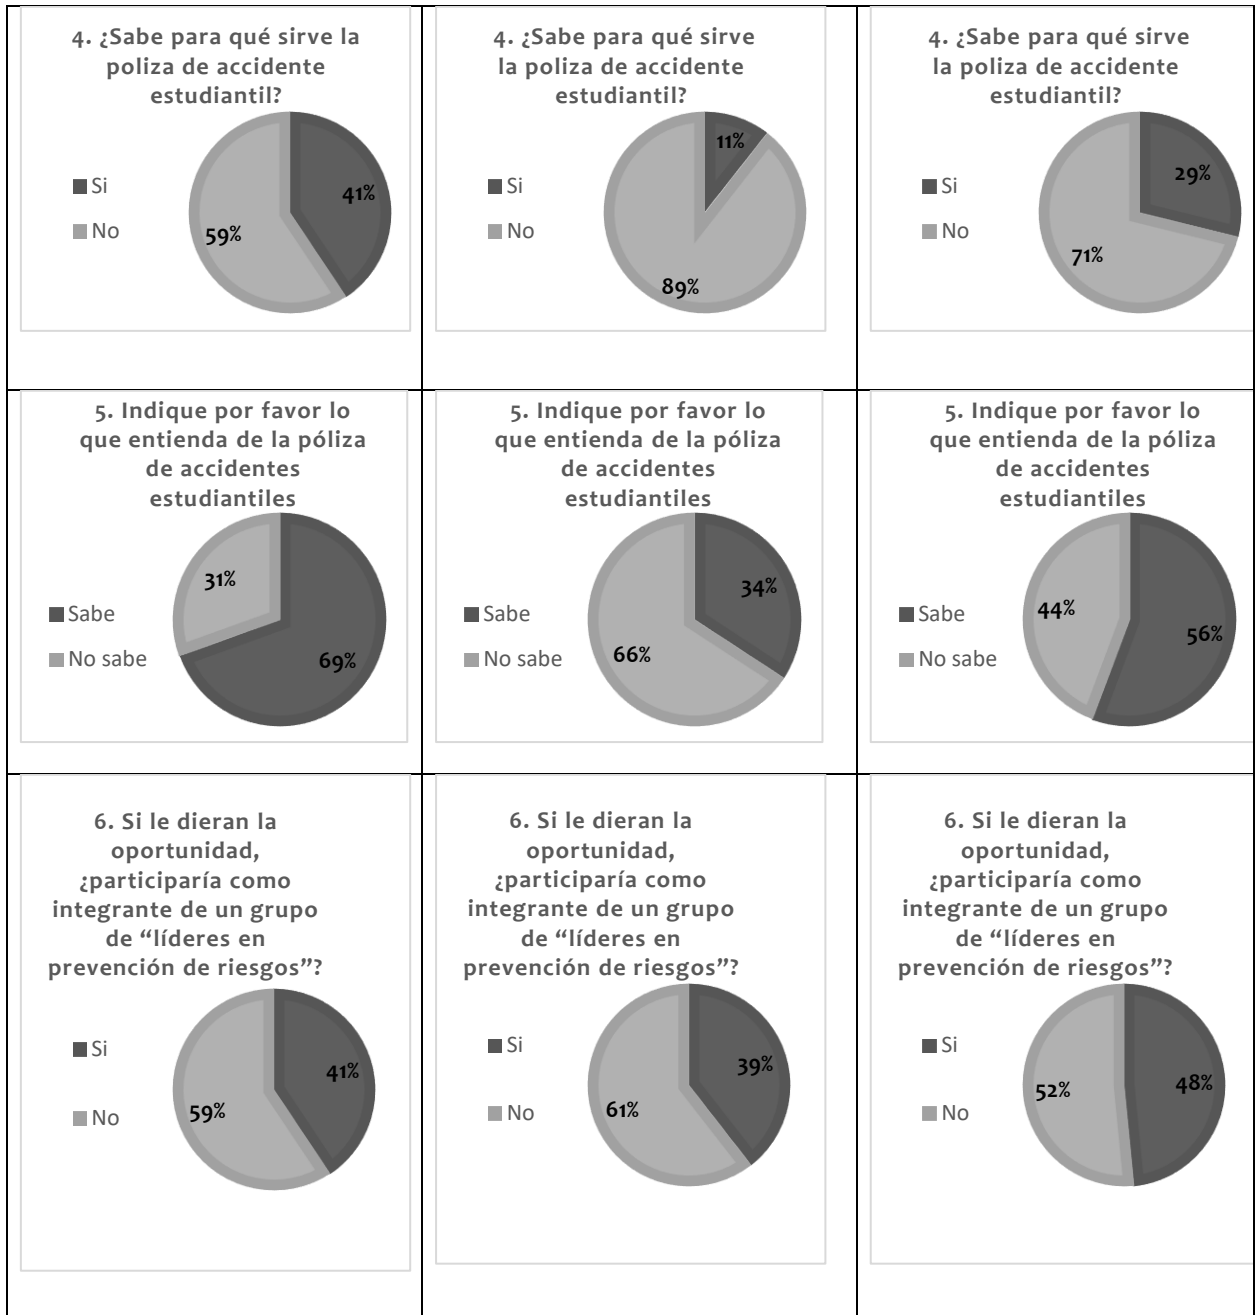 4. ¿Sabe para qué sirve la
poliza de accidente
estudiantil?
Si
No
41%
59%
4. ¿Sabe para qué sirve
la poliza de accidente
estudiantil?
Si
No
11%
89%
4. ¿Sabe para qué sirve
la poliza de accidente
estudiantil?
Si
No
29%
71%
5. Indique por favor lo
que entienda de la póliza
de accidentes
estudiantiles
Sabe
No sabe
31%
69%
5. Indique por favor lo
que entienda de la póliza
de accidentes
estudiantiles
Sabe
No sabe
34%
66%
5. Indique por favor lo
que entienda de la póliza
de accidentes
estudiantiles
Sabe
No sabe
44%
56%
6. Si le dieran la
oportunidad,
¿participaría como
integrante de un grupo
de “líderes en
prevención de riesgos”?
Si
No
41%
59%
6. Si le dieran la
oportunidad,
¿participaría como
integrante de un grupo
de “líderes en
prevención de riesgos”?
Si
No
39%
61%
6. Si le dieran la
oportunidad,
¿participaría como
integrante de un grupo
de “líderes en
prevención de riesgos”?
Si
No
52%
48%